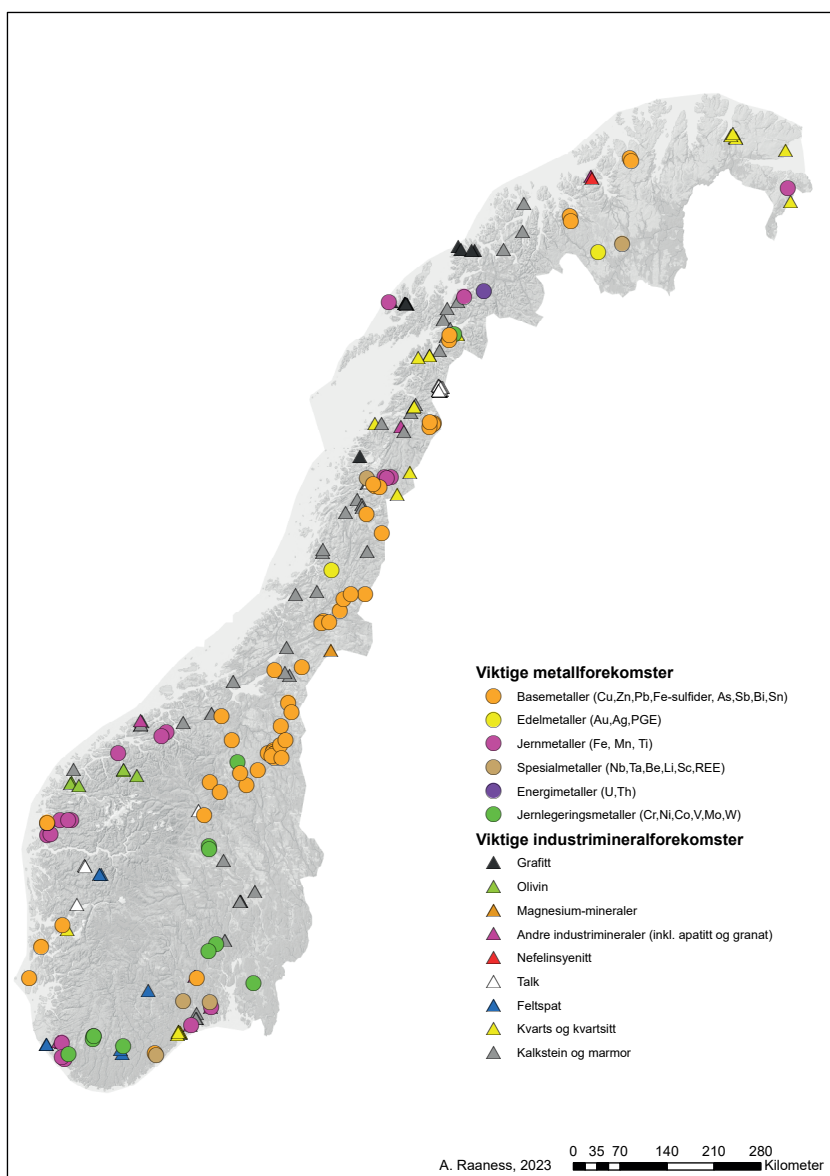 Viktige metallforekomster
Basemetaller (Cu,Zn,Pb,Fe-sulfider, As,Sb,Bi,Sn)
Edelmetaller (Au,Ag,PGE)
Jernmetaller (Fe, Mn, Ti)
Spesialmetaller (Nb,Ta,Be,Li,Sc,REE)
Energimetaller (U,Th)
Jernlegeringsmetaller (Cr,Ni,Co,V,Mo,W)
Viktige industrimineralforekomster
Grafitt
Olivin
Magnesium-mineraler
Andre industrimineraler (inkl. apatitt og granat)
Nefelinsyenitt
Talk
Feltspat
Kvarts og kvartsitt
Kalkstein og marmor
A. Raaness, 2023
0 35 70 140 210 280
Kilometer